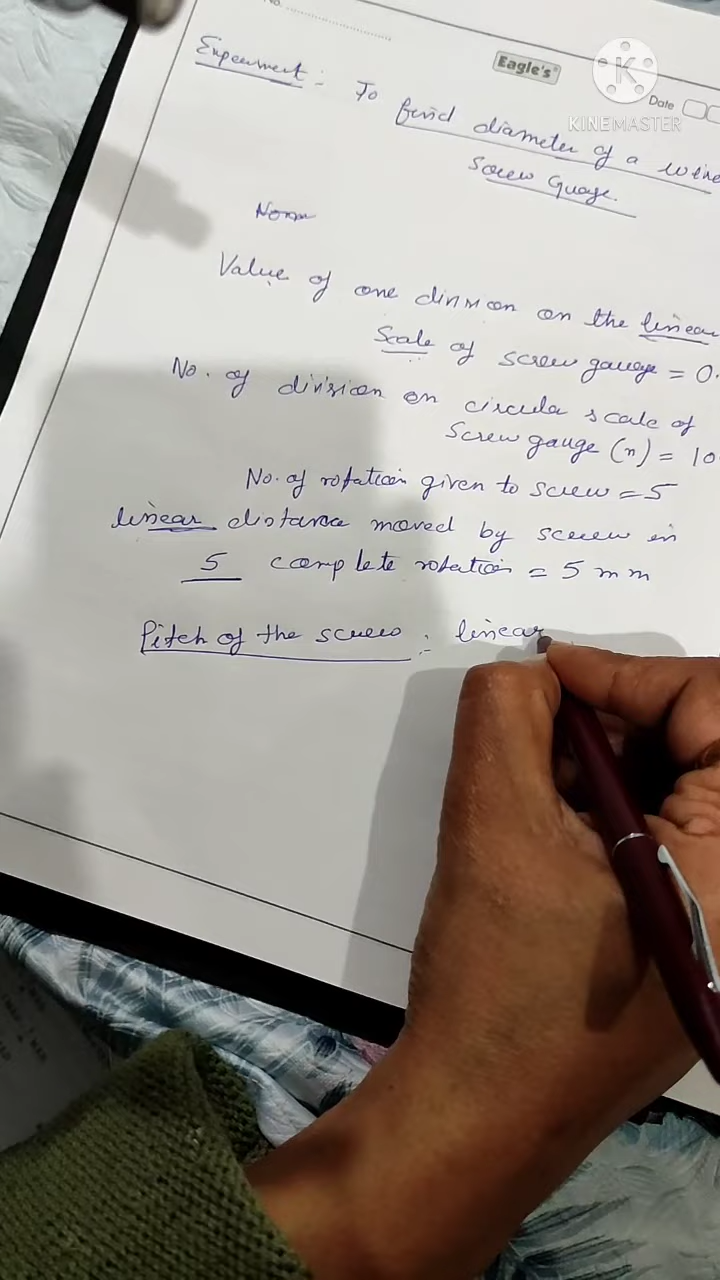 No.
Eagle's
K
Date
KINEMASTER
Experiment : To find diameter of a wire
Screw Guage.
Value of one division on the linear
Scale of screw gauge = 0.
No. of division on circular scale of
Screw gauge (n) = 10
No. of rotation given to screw = 5
linear distance moved by screw in
5 complete rotation = 5 mm
Pitch of the screw :- linear